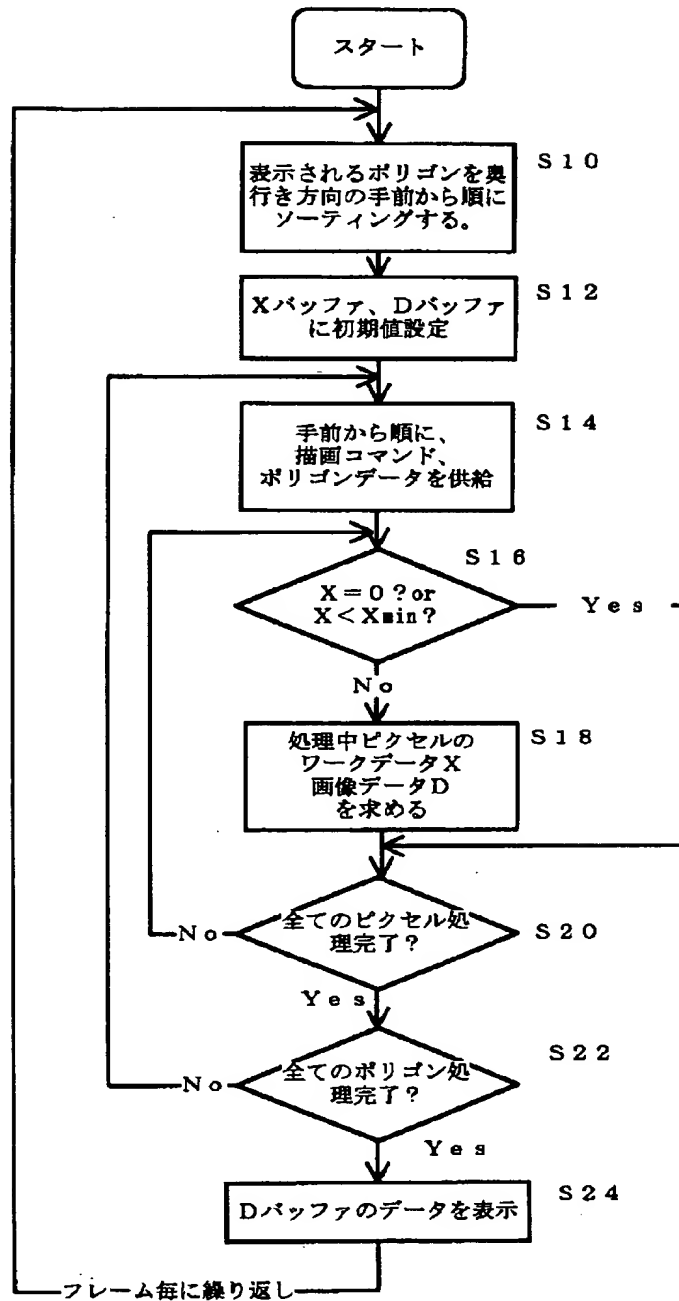 スタート
S10
表示されるポリゴンを奥
行き方向の手前から順に
ソーティングする。
S12
Xバッファ、Dバッファ
に初期値設定
S14
手前から順に、
描画コマンド、
ポリゴンデータを供給
S16
X=0?or
X<Xmin?
Yes
No
S18
処理中ピクセルの
ワークデータX
画像データD
を求める
全てのピクセル処
理完了?
S20
No
Yes
S22
全てのポリゴン処
理完了?
No
Yes
S24
Dバッファのデータを表示
フレーム毎に繰り返し